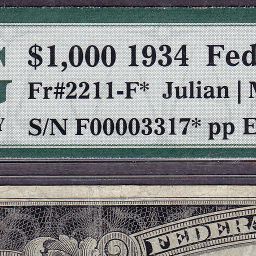 $1,000 1934 Fed
Fr#2211-F* Julian | M
S/N F00003317* pp E
FEDERA